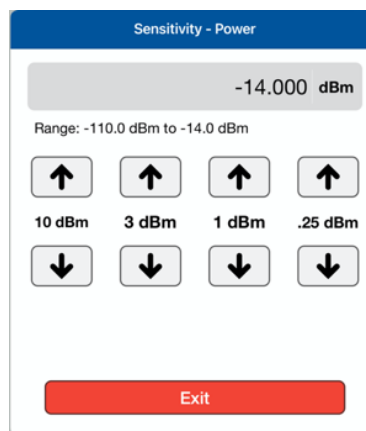 Sensitivity - Power
-14.000 dBm
Range: -110.0 dBm to -14.0 dBm
10 dBm 3 dBm 1 dBm .25 dBm
Exit